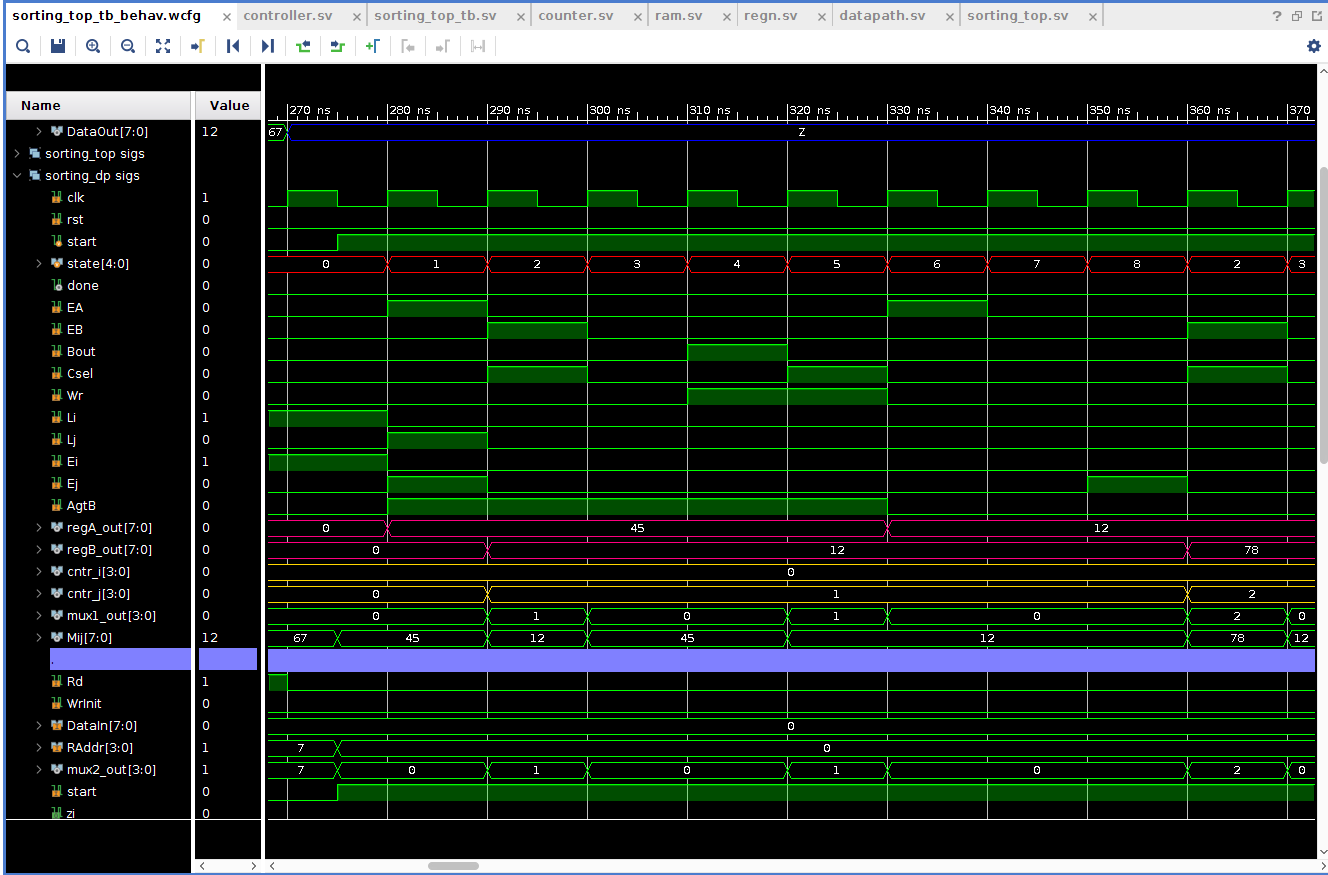 sorting_top_tb_behav.wcfg × controller.sv × sorting_top_tb.sv × counter.sv × ram.sv × regn.sv × datapath.sv × sorting_top.sv × ?
Name Value
270 ns 280 ns 290 ns 300 ns 310 ns 320 ns 330 ns 340 ns 350 ns 360 ns 370
DataOut[7:0] 12 67 Z
sorting_top sigs
sorting_dp sigs
clk 1
rst 0
start 0
state[4:0] 0 0 1 2 3 4 5 6 7 8 2 3
done 0
EA 0
EB 0
Bout 0
Csel 0
Wr 0
Li 1
Lj 0
Ei 1
Ej 0
AgtB 0
regA_out[7:0] 0 0 45 12
regB_out[7:0] 0 0 12 78
cntr_i[3:0] 0 0
cntr_j[3:0] 0 0 1 2
mux1_out[3:0] 0 0 1 0 1 0 2 0
Mij[7:0] 12 67 45 12 45 12 78 12
.
Rd 1
WrInit 0
DataIn[7:0] 0 0
RAddr[3:0] 1 7 0
mux2_out[3:0] 1 7 0 1 0 1 0 2 0
start 0
zi 0